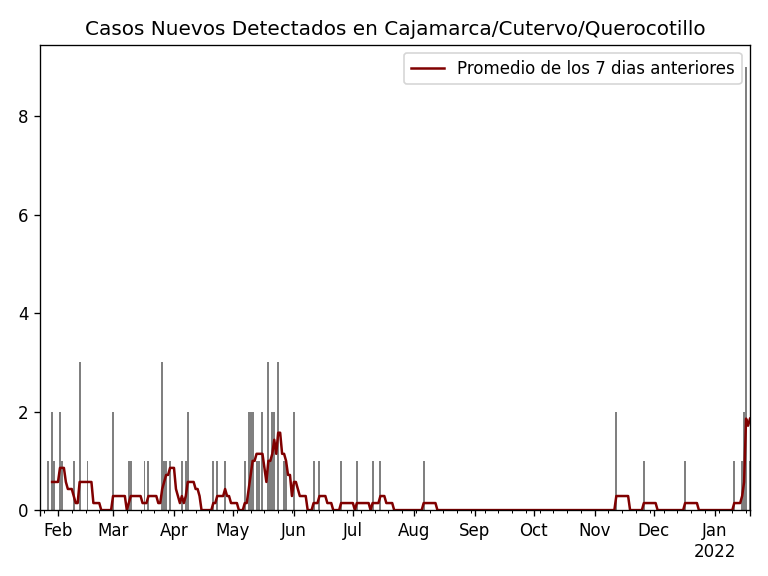 Casos Nuevos Detectados en Cajamarca/Cutervo/Querocotillo
Promedio de los 7 dias anteriores
8
6
4
2
0
Feb Mar Apr May Jun Jul Aug Sep Oct Nov Dec Jan
2022